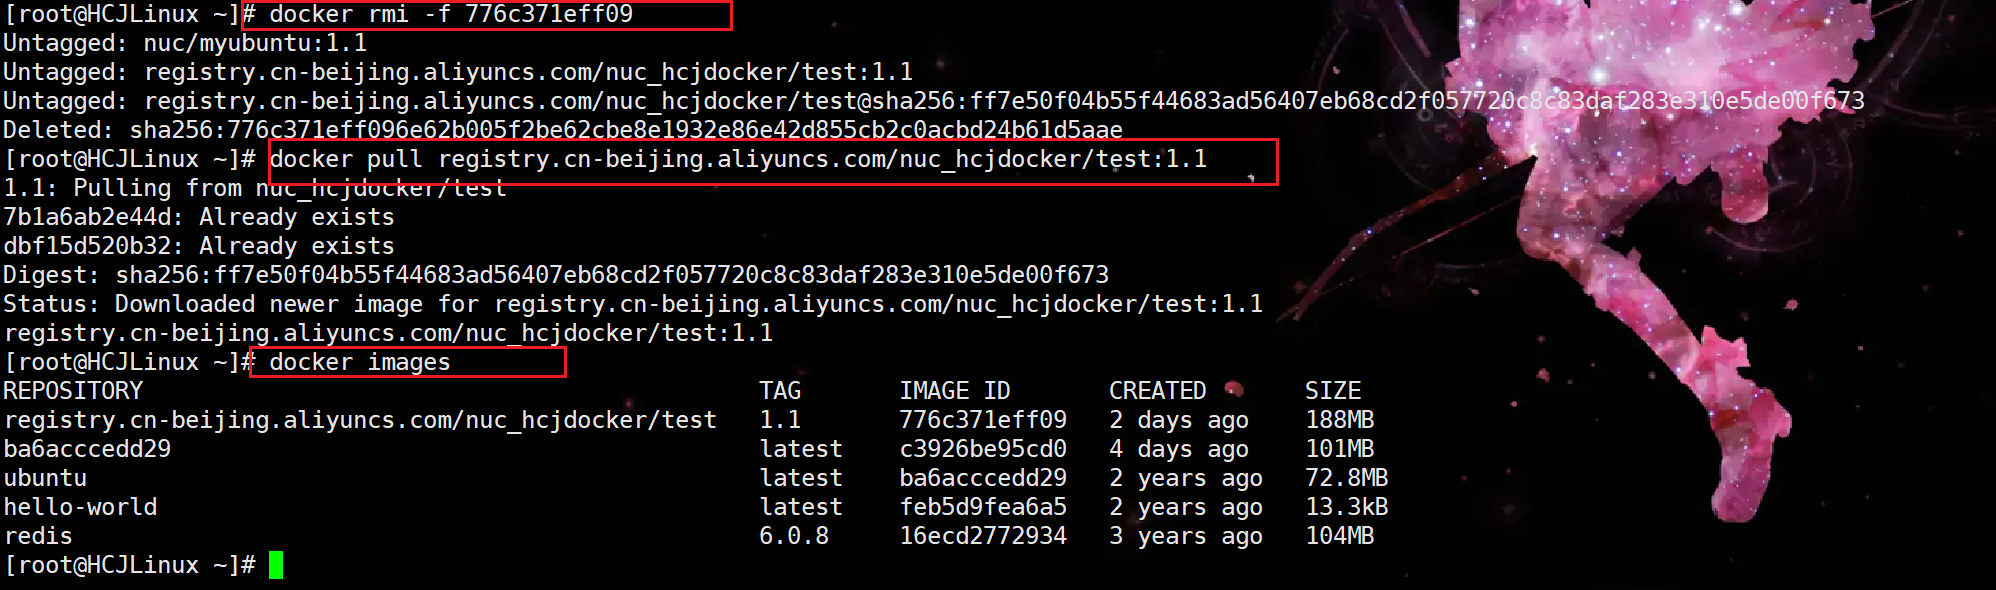 [root@HCJLinux ~]# docker rmi -f 776c371eff09
Untagged: nuc/myubuntu:1.1
Untagged: registry.cn-beijing.aliyuncs.com/nuc_hcjdocker/test:1.1
Untagged: registry.cn-beijing.aliyuncs.com/nuc_hcjdocker/test@sha256:ff7e50f04b55f44683ad56407eb68cd2f057720c8c83daf283e310e5de00f673
Deleted: sha256:776c371eff096e62b005f2be62cbe8e1932e86e42d855cb2c0acbd24b61d5aae
[root@HCJLinux ~]# docker pull registry.cn-beijing.aliyuncs.com/nuc_hcjdocker/test:1.1
1.1: Pulling from nuc_hcjdocker/test
7b1a6ab2e44d: Already exists
dbf15d520b32: Already exists
Digest: sha256:ff7e50f04b55f44683ad56407eb68cd2f057720c8c83daf283e310e5de00f673
Status: Downloaded newer image for registry.cn-beijing.aliyuncs.com/nuc_hcjdocker/test:1.1
registry.cn-beijing.aliyuncs.com/nuc_hcjdocker/test:1.1
[root@HCJLinux ~]# docker images
REPOSITORY TAG IMAGE ID CREATED SIZE
registry.cn-beijing.aliyuncs.com/nuc_hcjdocker/test 1.1 776c371eff09 2 days ago 188MB
ba6acccedd29 latest c3926be95cd0 4 days ago 101MB
ubuntu latest ba6acccedd29 2 years ago 72.8MB
hello-world latest feb5d9fea6a5 2 years ago 13.3kB
redis 6.0.8 16ecd2772934 3 years ago 104MB
[root@HCJLinux ~]#